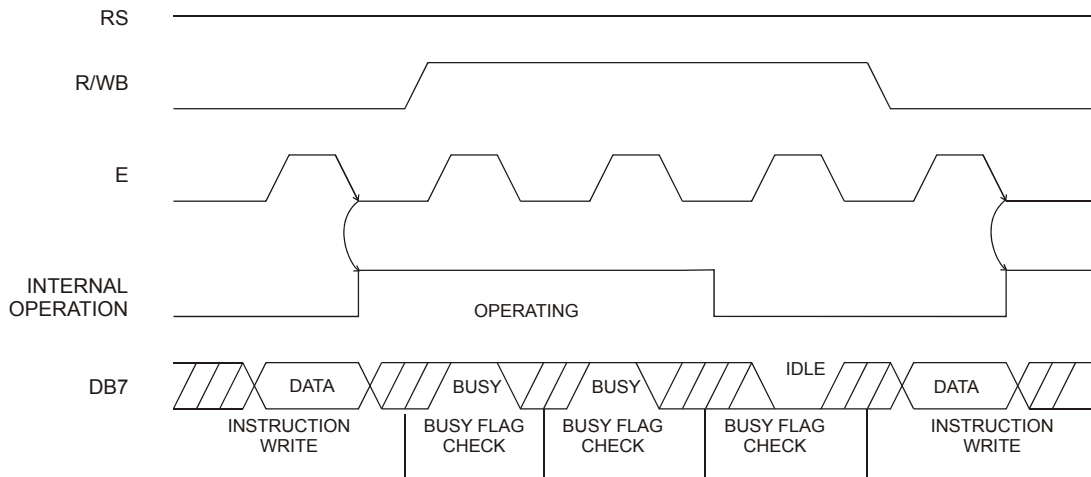 RS
R/WB
E
INTERNAL
OPERATION
OPERATING
DB7
DATA
BUSY
BUSY
IDLE
DATA
INSTRUCTION
WRITE
BUSY FLAG
CHECK
BUSY FLAG
CHECK
BUSY FLAG
CHECK
INSTRUCTION
WRITE